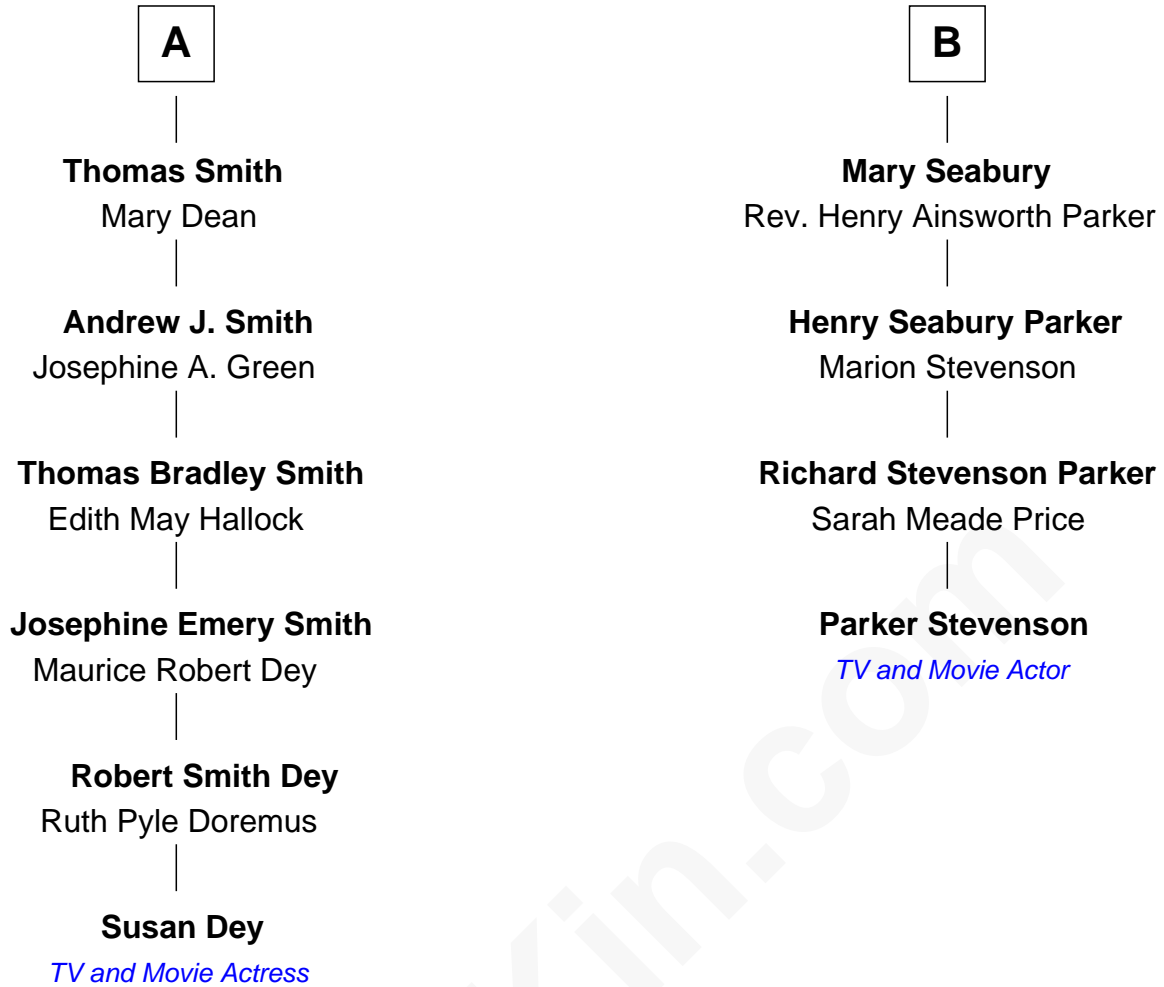 A
Thomas Smith
Mary Dean
Andrew J. Smith
Josephine A. Green
Thomas Bradley Smith
Edith May Hallock
Josephine Emery Smith
Maurice Robert Dey
Robert Smith Dey
Ruth Pyle Doremus
Susan Dey
TV and Movie Actress
B
Mary Seabury
Rev. Henry Ainsworth Parker
Henry Seabury Parker
Marion Stevenson
Richard Stevenson Parker
Sarah Meade Price
Parker Stevenson
TV and Movie Actor